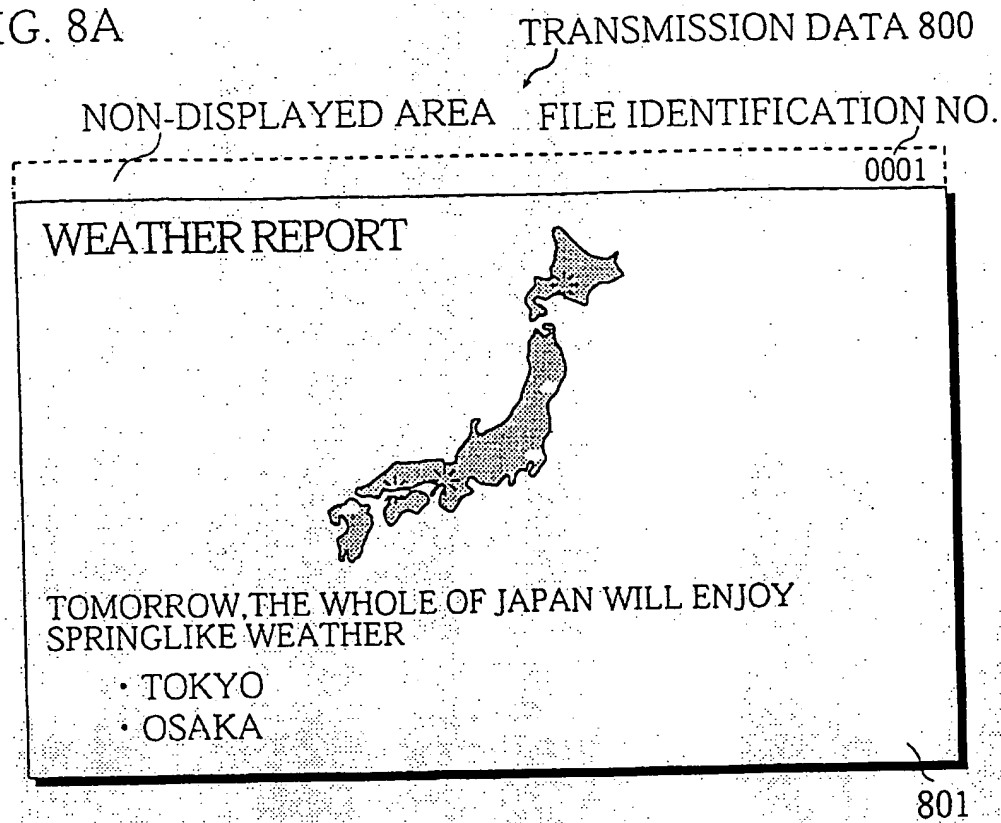 IG. 8A
TRANSMISSION DATA 800
NON-DISPLAYED AREA
FILE IDENTIFICATION NO.
0001
WEATHER REPORT
TOMORROW, THE WHOLE OF JAPAN WILL ENJOY
SPRINGLIKE WEATHER
· TOKYO
· OSAKA
801